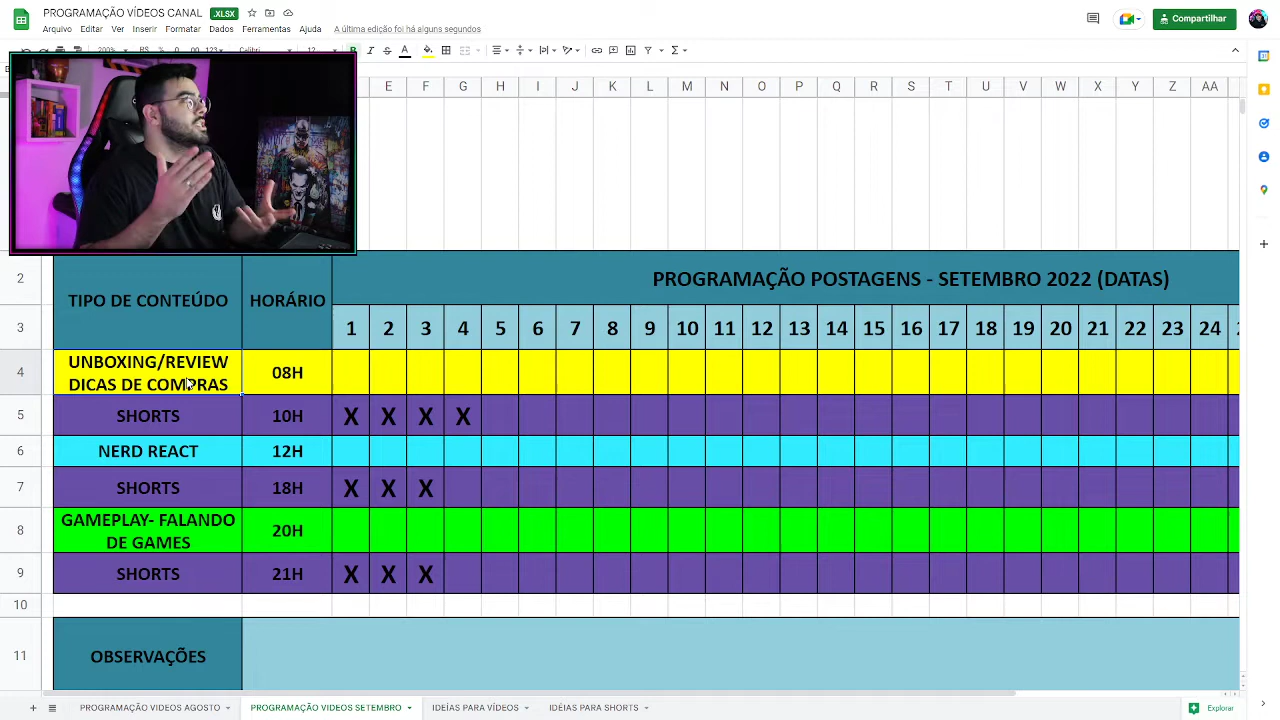 PROGRAMAÇÃO VÍDEOS CANAL .XLSX
Arquivo Editar Ver Inserir Formatar Dados Ferramentas Ajuda A última edição foi há alguns segundos
Compartilhar
E F G H I J K L M N O P Q R S T U V W X Y Z AA
2 TIPO DE CONTEÚDO HORÁRIO PROGRAMAÇÃO POSTAGENS - SETEMBRO 2022 (DATAS)
3 1 2 3 4 5 6 7 8 9 10 11 12 13 14 15 16 17 18 19 20 21 22 23 24
4 UNBOXING/REVIEW
DICAS DE COMPRAS 08H
5 SHORTS 10H X X X X
6 NERD REACT 12H
7 SHORTS 18H X X X
8 GAMEPLAY- FALANDO
DE GAMES 20H
9 SHORTS 21H X X X
10
11 OBSERVAÇÕES
PROGRAMAÇÃO VIDEOS AGOSTO PROGRAMAÇÃO VIDEOS SETEMBRO IDEÍAS PARA VÍDEOS IDÉIAS PARA SHORTS Explorar